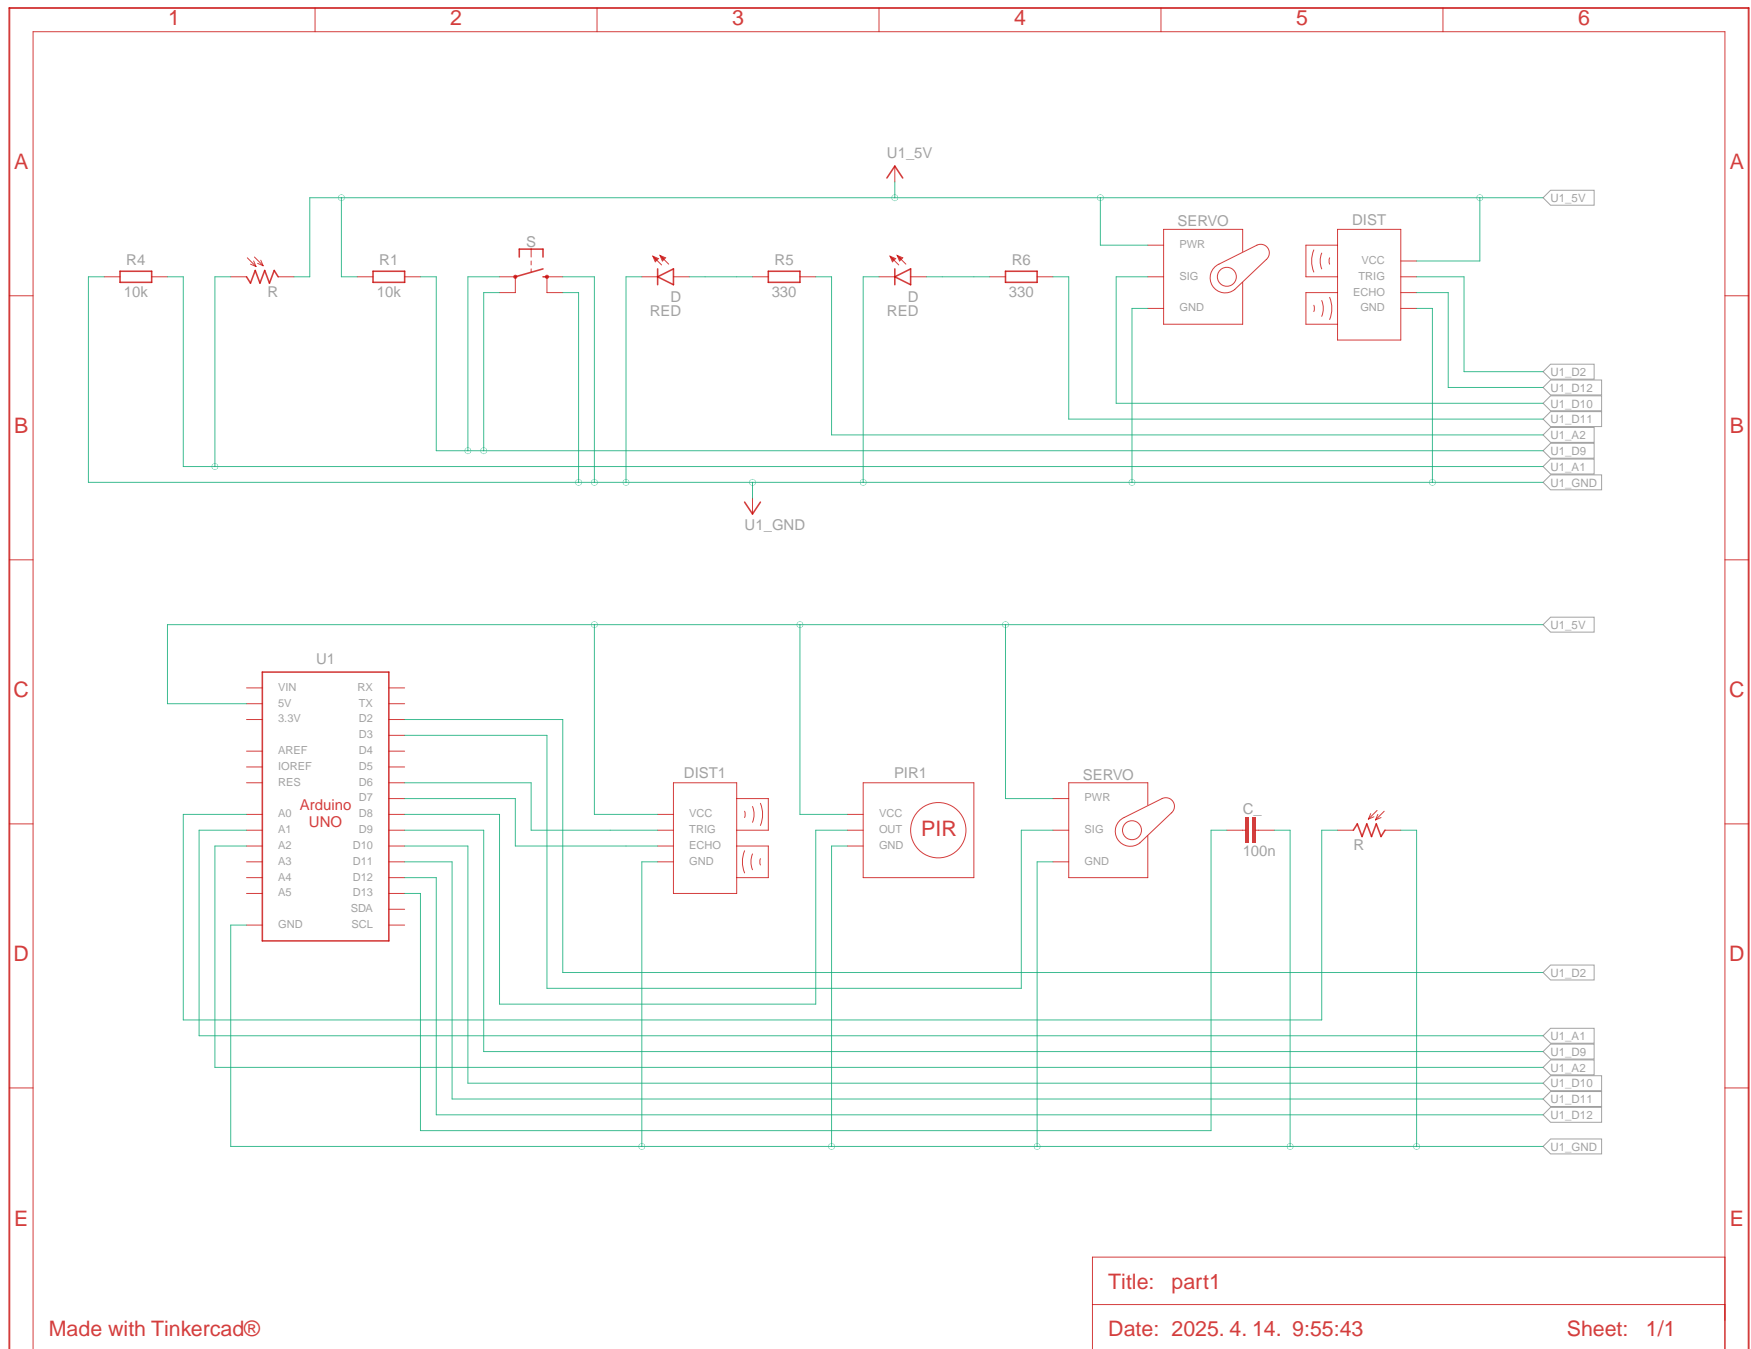 1 2 3 4 5 6
A A
U1_5V
U1_5V
SERVO DIST
PWR
SIG
GND
VCC
TRIG
ECHO
GND
R4
10k
R
R1
10k
S
D
RED
R5
330
D
RED
R6
330
B B
U1_D2
U1_D12
U1_D10
U1_D11
U1_A2
U1_D9
U1_A1
U1_GND
U1_GND
C C
U1_5V
U1
VIN RX
5V TX
3.3V D2
D3
AREF D4
IOREF D5
RES D6
D7
A0 D8
A1 D9
A2 D10
A3 D11
A4 D12
A5 D13
SDA
GND SCL
Arduino
UNO
DIST1
VCC
TRIG
ECHO
GND
PIR1
VCC
OUT
GND
PIR
SERVO
PWR
SIG
GND
C_
100n
R
D D
U1_D2
U1_A1
U1_D9
U1_A2
U1_D10
U1_D11
U1_D12
U1_GND
E E
Title: part1
Made with Tinkercad®
Date: 2025. 4. 14. 9:55:43 Sheet: 1/1